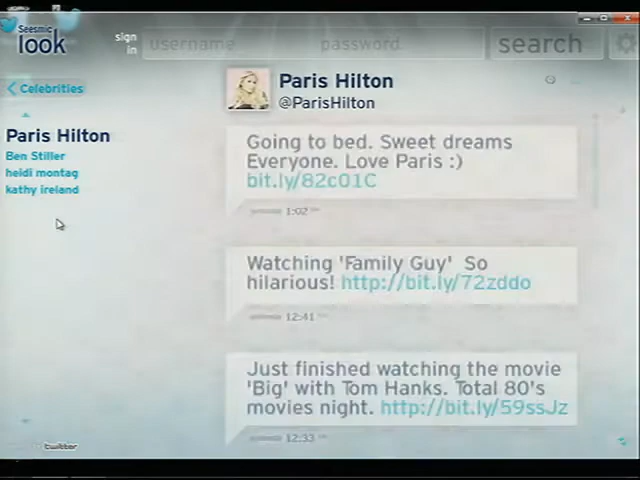 Seesmic
look
sign
in
username
password
search
Celebrities
Paris Hilton
Ben Stiller
heidi montag
kathy ireland
Paris Hilton
@ParisHilton
Going to bed. Sweet dreams
Everyone. Love Paris :)
bit.ly/82c01C
1:02
Watching 'Family Guy' So
hilarious! http://bit.ly/72zddo
12:41
Just finished watching the movie
'Big' with Tom Hanks. Total 80's
movies night. http://bit.ly/59ssJz
12:33
twitter